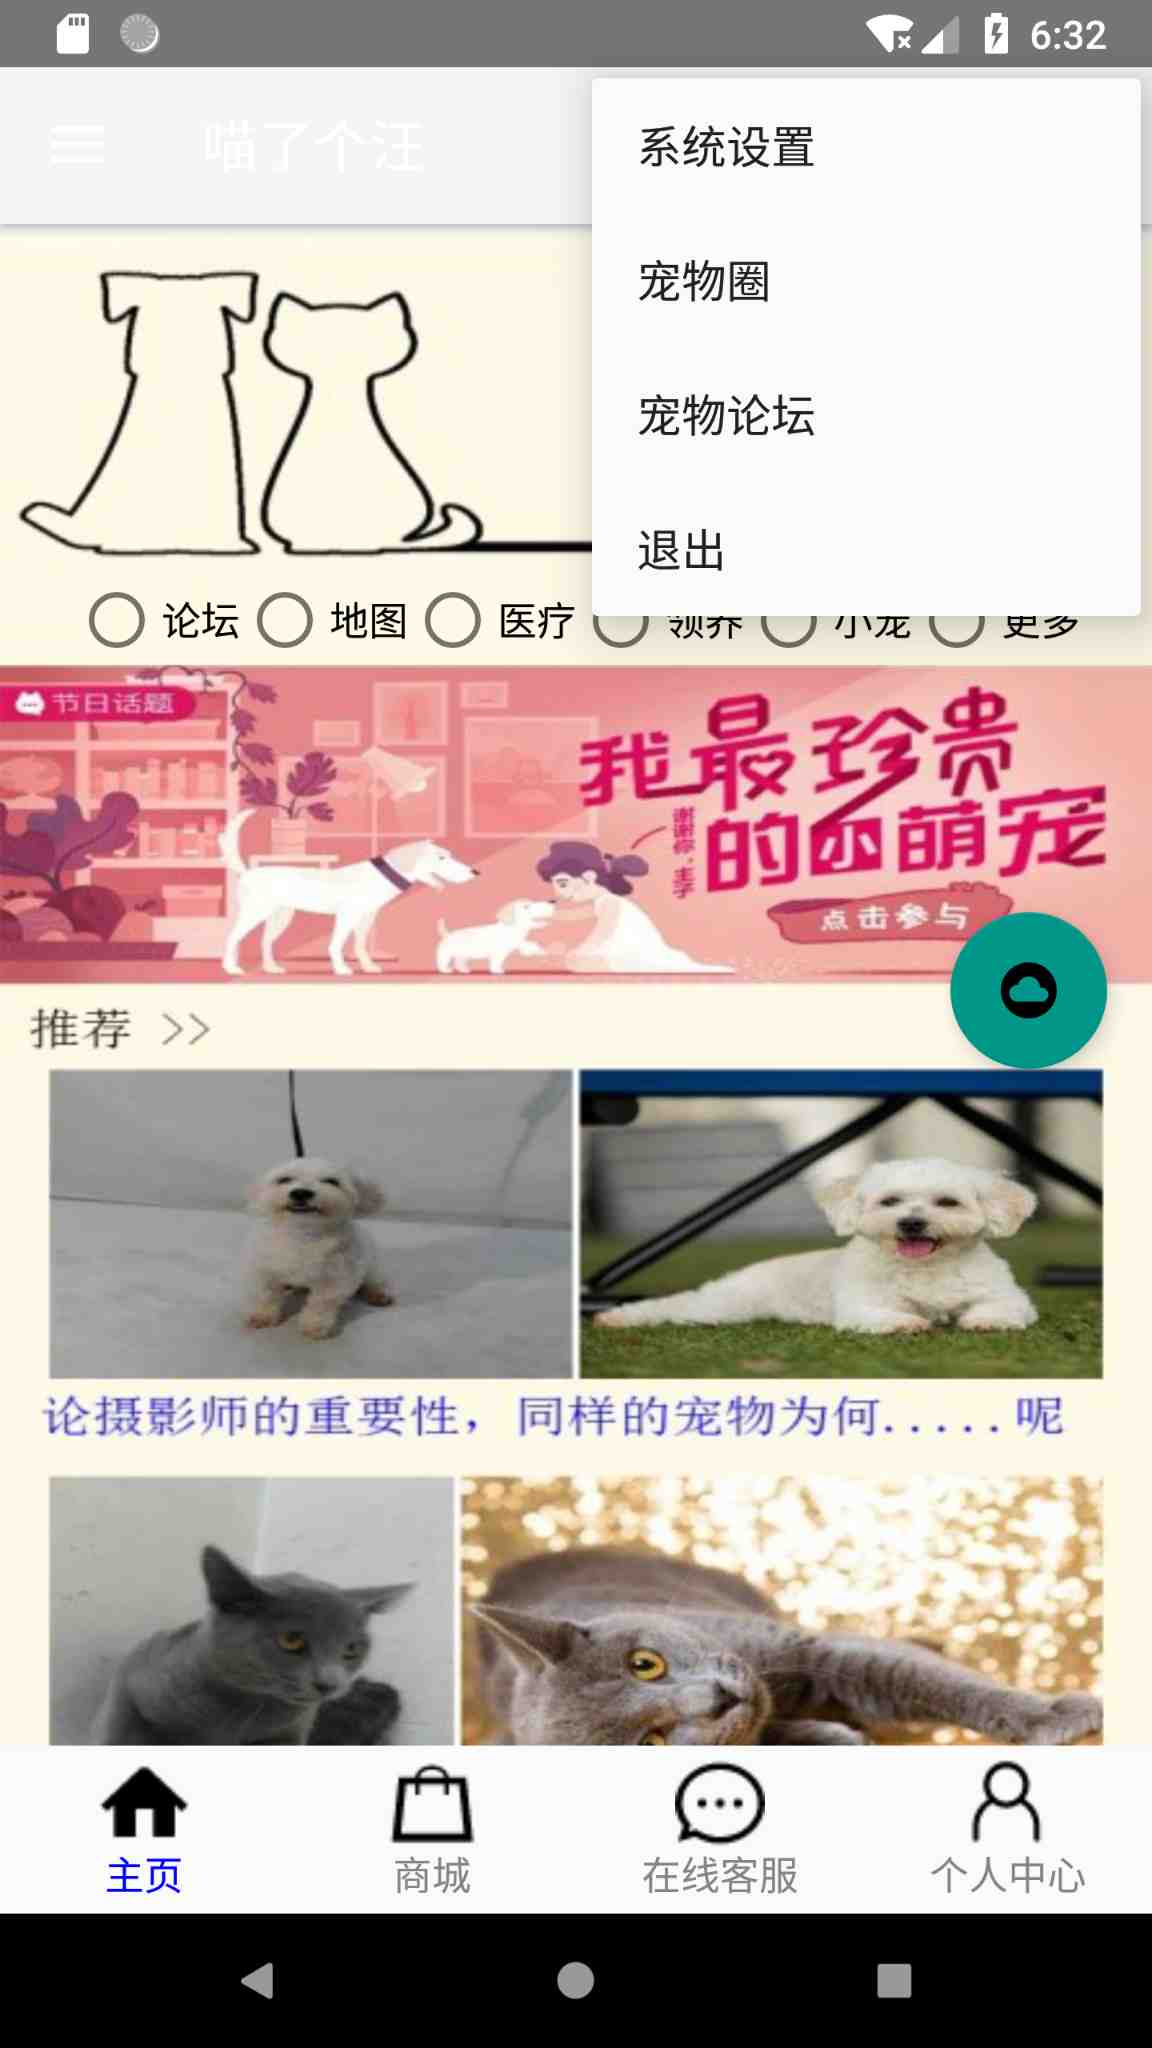 6:32
喵了个汪
系统设置
宠物圈
宠物论坛
退出
论坛 地图 医疗 领养 小宠 更多
节日话题
我最珍贵
的小萌宠
谢谢你，主子
点击参与
推荐 >>
论摄影师的重要性，同样的宠物为何.....呢
主页 商城 在线客服 个人中心